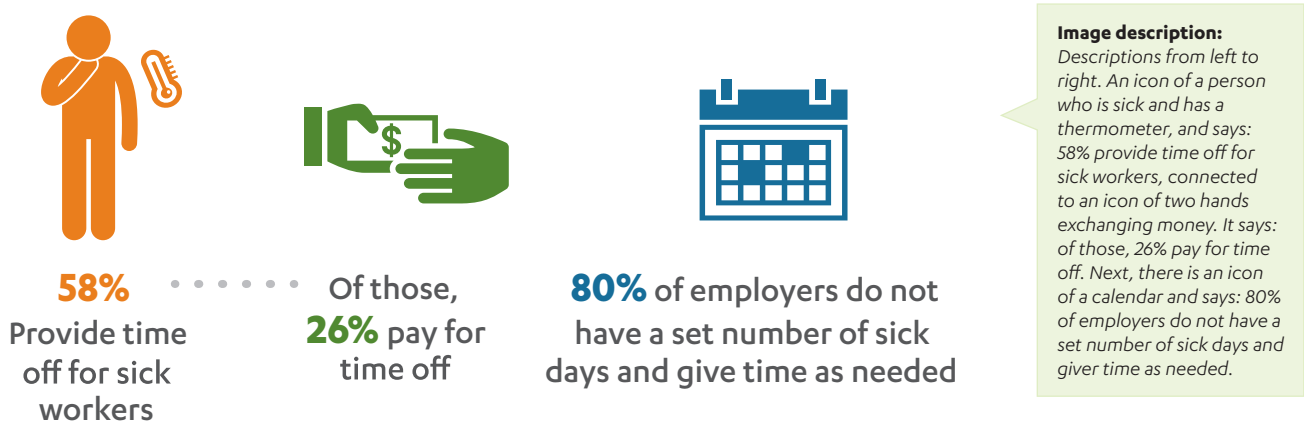 $
58%
Provide time
off for sick
workers
Of those,
26% pay for
time off
80% of employers do not
have a set number of sick
days and give time as needed
Image description:
Descriptions from left to
right. An icon of a person
who is sick and has a
thermometer, and says:
58% provide time off for
sick workers, connected
to an icon of two hands
exchanging money. It says:
of those, 26% pay for time
off. Next, there is an icon
of a calendar and says: 80%
of employers do not have a
set number of sick days and
giver time as needed.